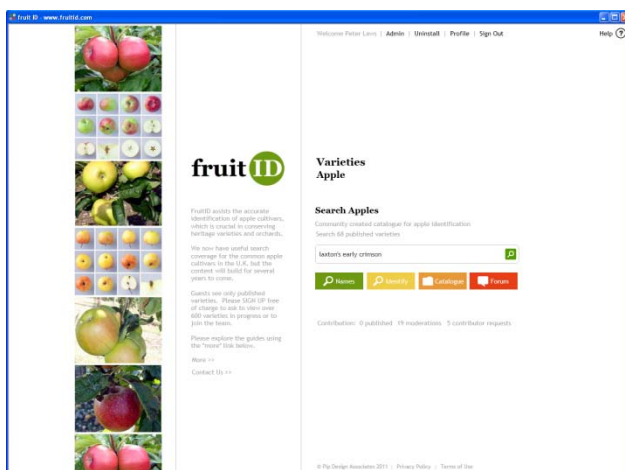 fruit ID - www.fruitid.com
Welcome Peter Laws | Admin | Uninstall | Profile | Sign Out
Help ?
fruit ID
FruitID assists the accurate
identification of apple cultivars,
which is crucial in conserving
heritage varieties and orchards.
We now have useful search
coverage for the common apple
cultivars in the U.K. but the
content will build for several
years to come.
Guests see only published
varieties. Please SIGN UP free
of charge to ask to view over
600 varieties in progress or to
join the team.
Please explore the guides using
the "more" link below.
More >>
Contact Us >>
Varieties
Apple
Search Apples
Community created catalogue for apple identification
Search 68 published varieties
laxton's early crimson
Names
Identify
Catalogue
Forum
Contribution: 0 published 19 moderations 5 contributor requests
© Pip Design Associates 2011 | Privacy Policy | Terms of Use